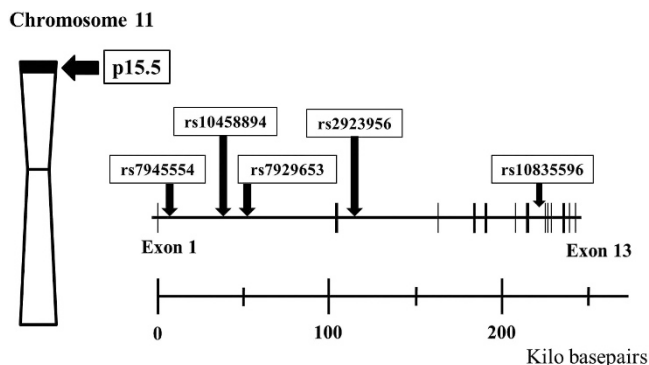 Chromosome 11
p15.5
rs10458894
rs2923956
rs7945554
rs7929653
rs10835596
Exon 1
Exon 13
0
100
200
Kilo basepairs